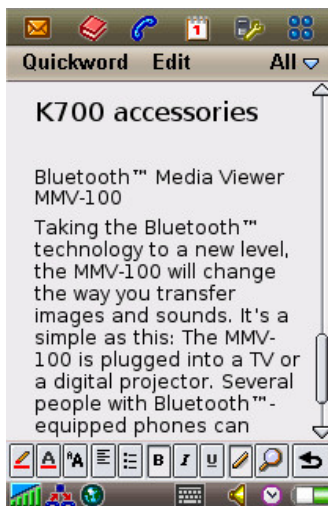 1
Quickword Edit All
K700 accessories
Bluetooth™ Media Viewer
MMV-100
Taking the Bluetooth™
technology to a new level,
the MMV-100 will change
the way you transfer
images and sounds. It's a
simple as this: The MMV-
100 is plugged into a TV or
a digital projector. Several
people with Bluetooth™-
equipped phones can
A ᴬA B I U